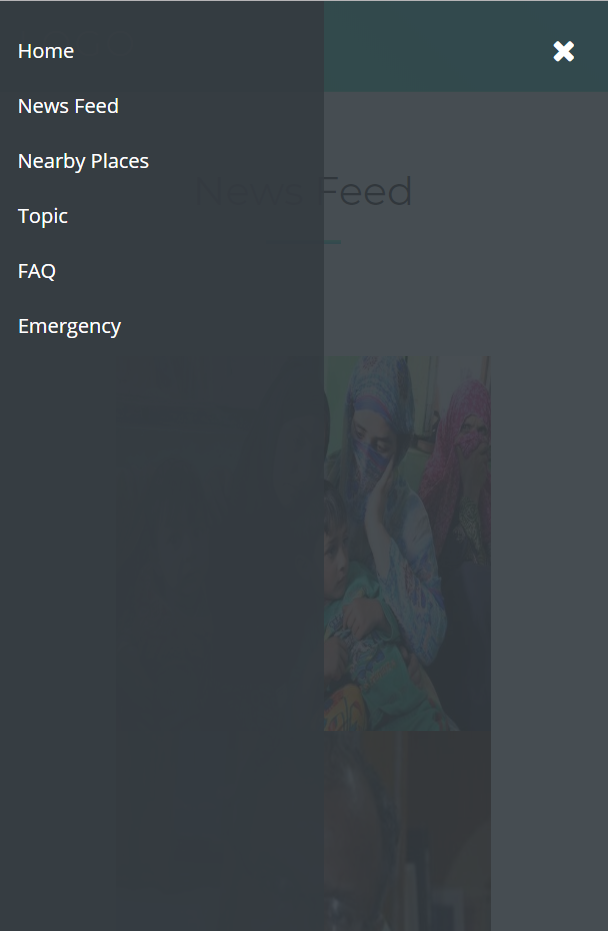 Home
News Feed
Nearby Places
News Feed
Topic
FAQ
Emergency